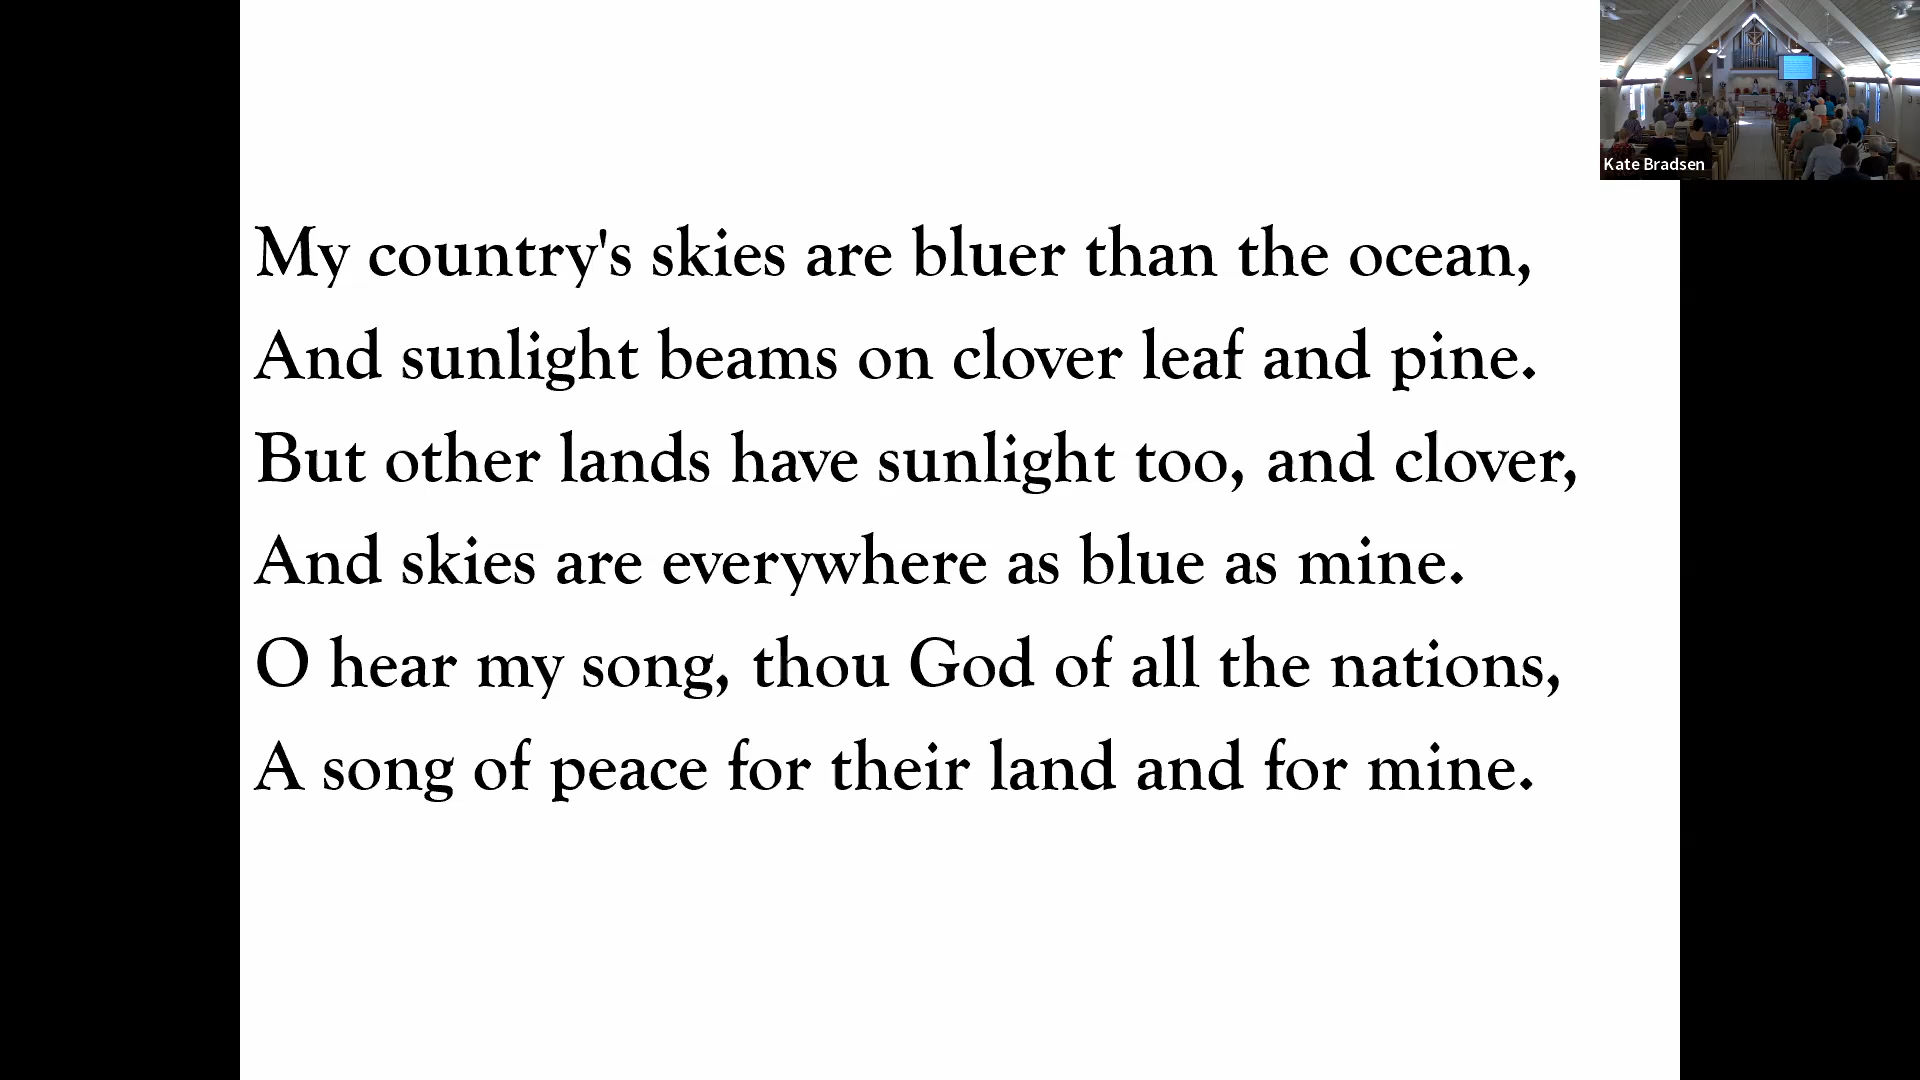 Kate Bradsen
My country's skies are bluer than the ocean,
And sunlight beams on clover leaf and pine.
But other lands have sunlight too, and clover,
And skies are everywhere as blue as mine.
O hear my song, thou God of all the nations,
A song of peace for their land and for mine.